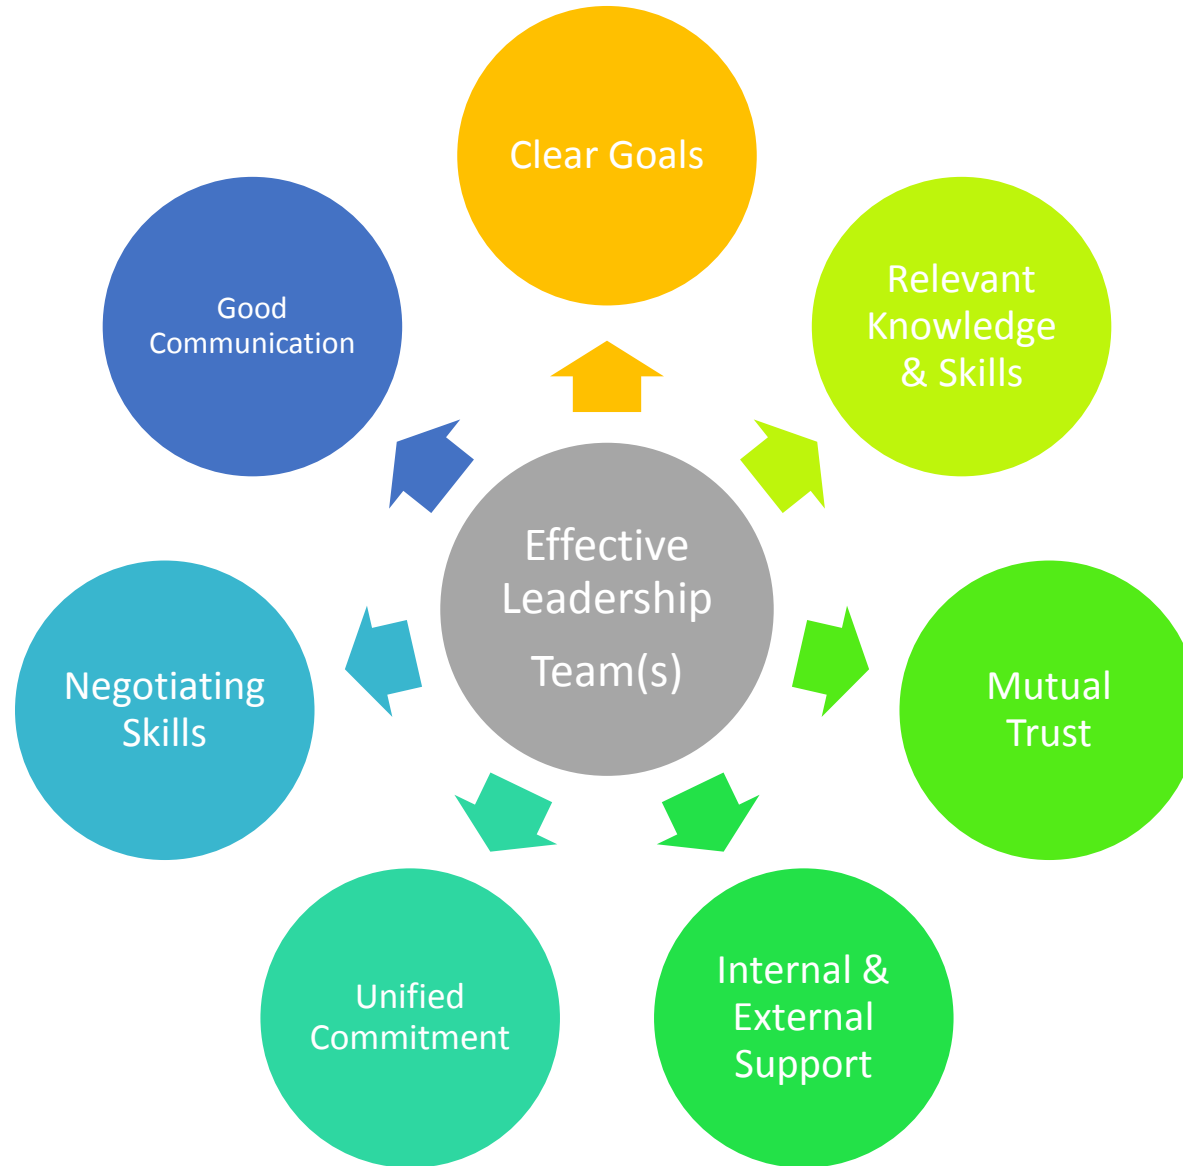 Clear Goals
Relevant
Knowledge
& Skills
Mutual
Trust
Internal &
External
Support
Unified
Commitment
Negotiating
Skills
Good
Communication
Effective
Leadership
Team(s)